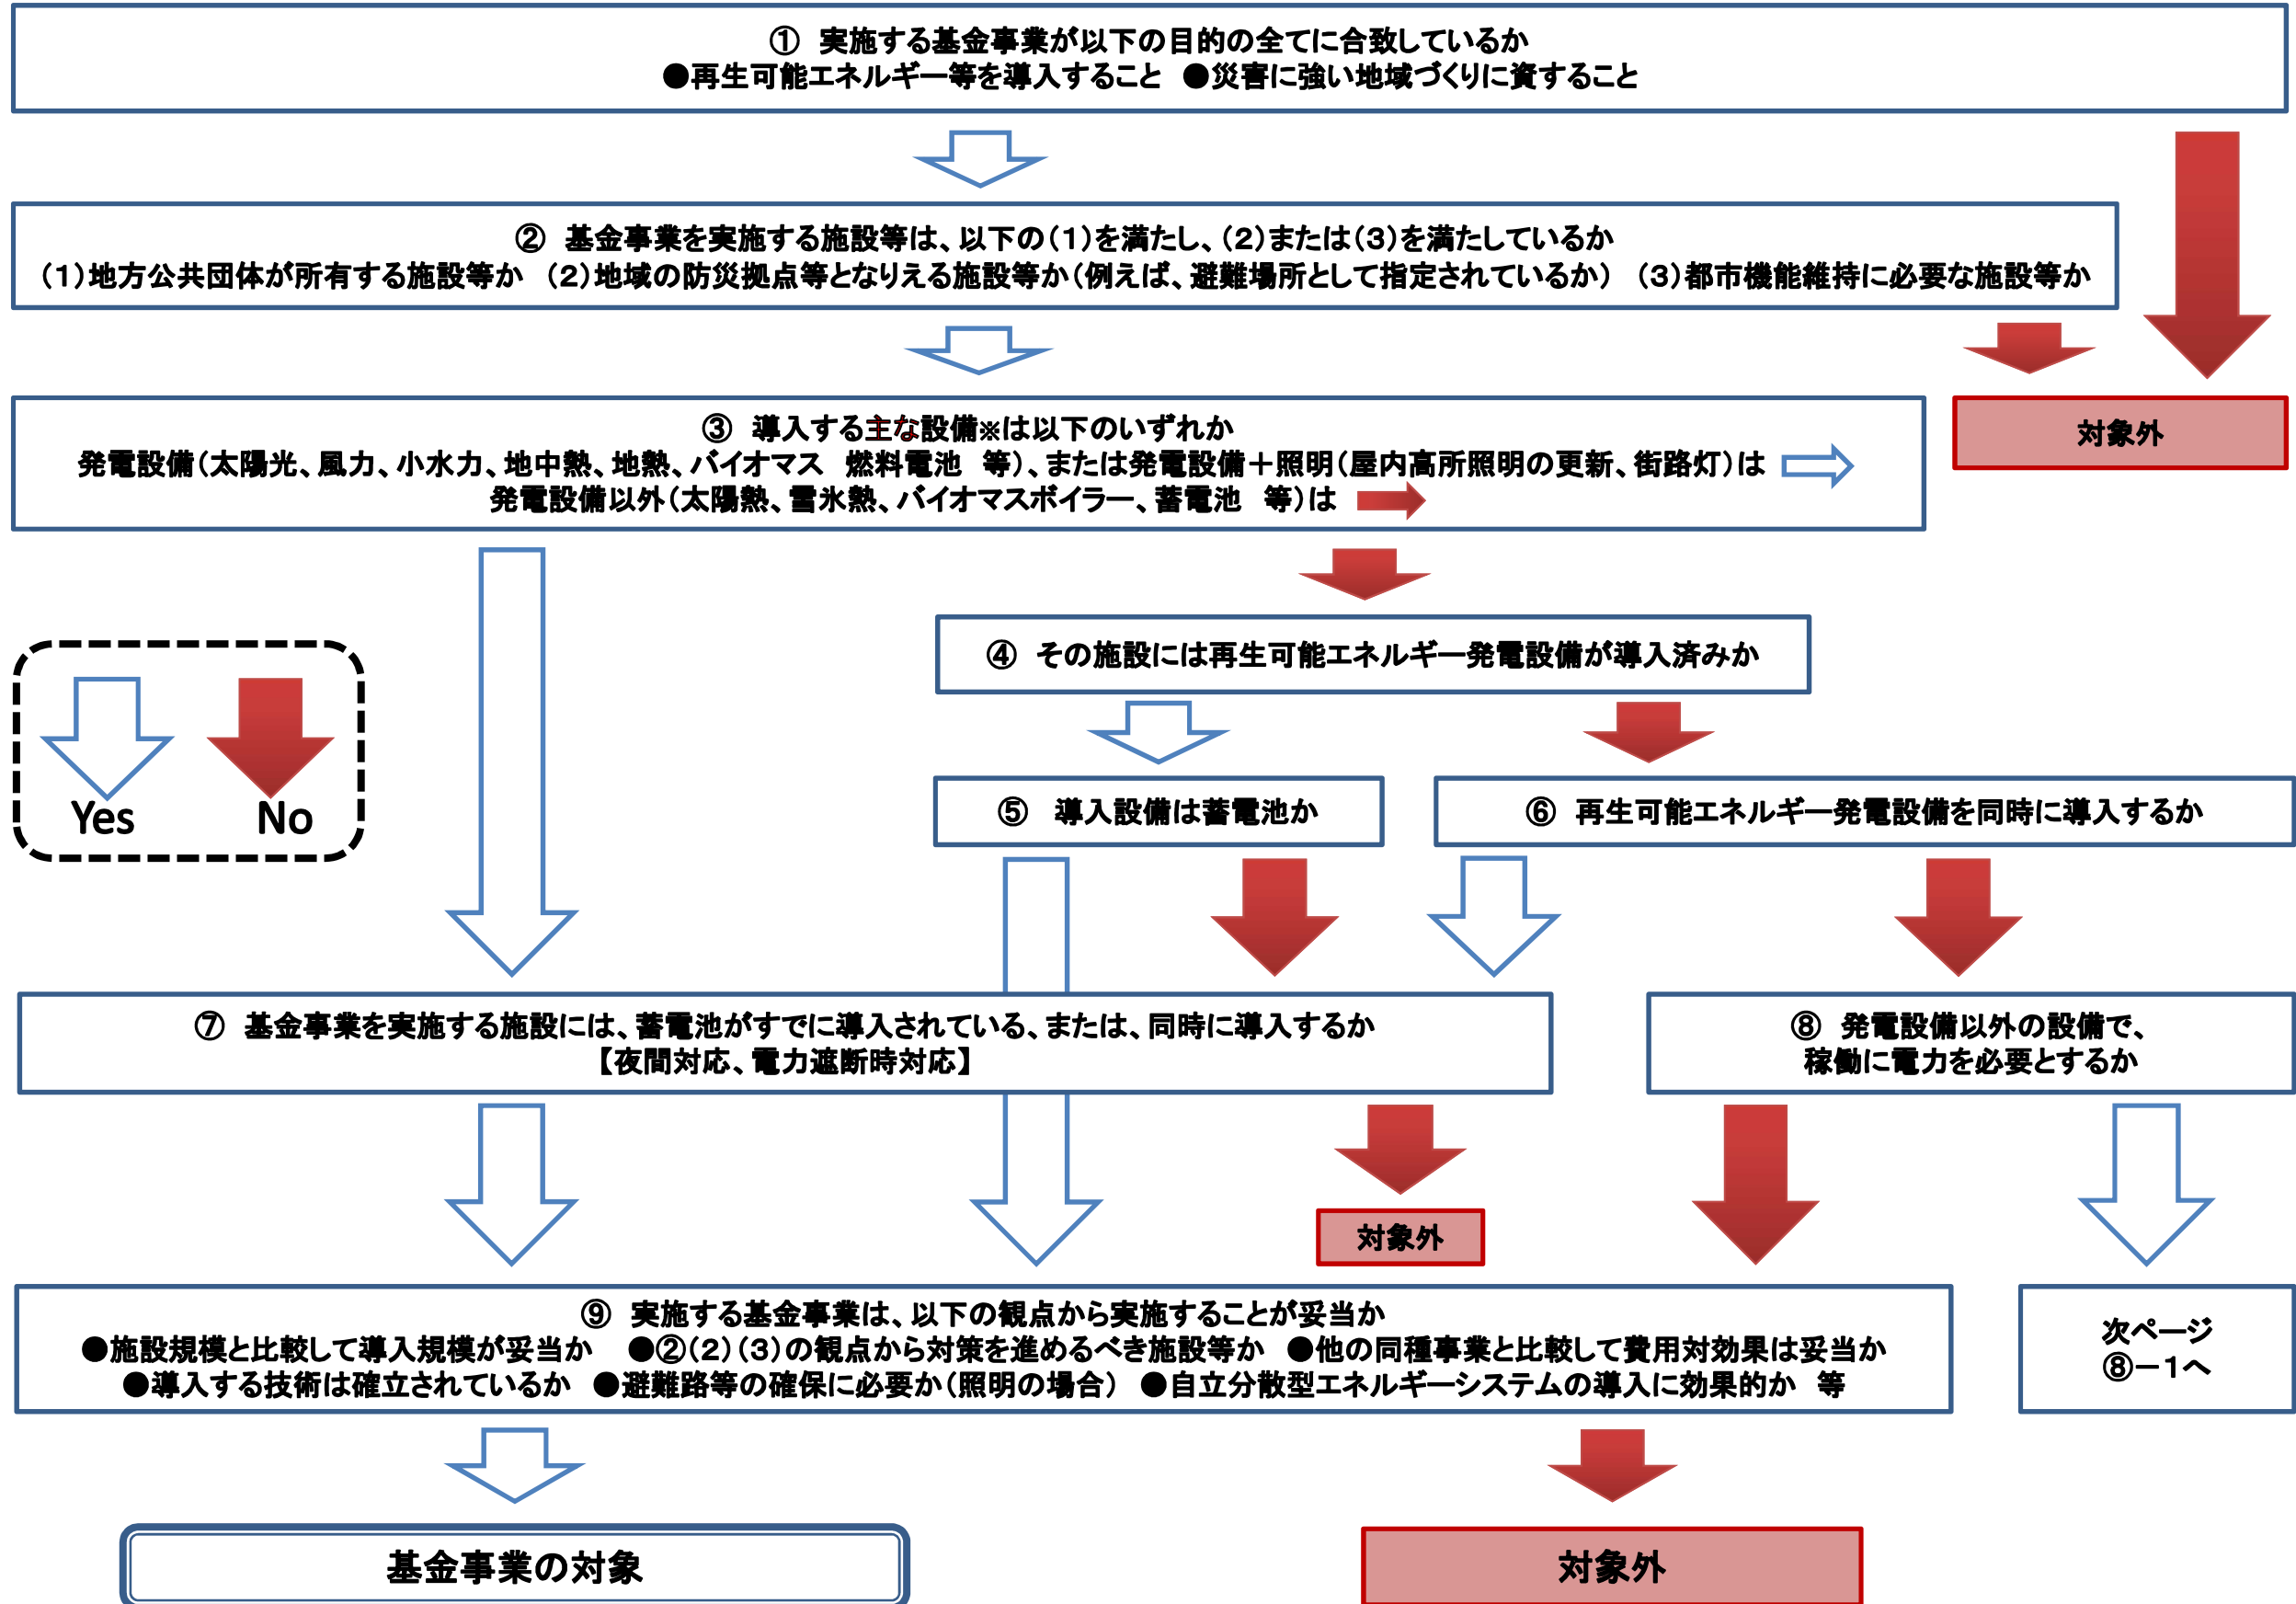 ① 実施する基金事業が以下の目的の全てに合致しているか
●再生可能エネルギー等を導入すること ●災害に強い地域づくりに資すること
② 基金事業を実施する施設等は、以下の(1)を満たし、(2)または(3)を満たしているか
(1)地方公共団体が所有する施設等か (2)地域の防災拠点等となりえる施設等か(例えば、避難場所として指定されているか) (3)都市機能維持に必要な施設等か
③ 導入する主な設備※は以下のいずれか
発電設備(太陽光、風力、小水力、地中熱、地熱、バイオマス 燃料電池 等)、または発電設備+照明(屋内高所照明の更新、街路灯)は
発電設備以外(太陽熱、雪氷熱、バイオマスボイラー、蓄電池 等)は
対象外
④ その施設には再生可能エネルギー発電設備が導入済みか
Yes No
⑤ 導入設備は蓄電池か
⑥ 再生可能エネルギー発電設備を同時に導入するか
⑦ 基金事業を実施する施設には、蓄電池がすでに導入されている、または、同時に導入するか
【夜間対応、電力遮断時対応】
⑧ 発電設備以外の設備で、
稼働に電力を必要とするか
対象外
⑨ 実施する基金事業は、以下の観点から実施することが妥当か
●施設規模と比較して導入規模が妥当か ●②(2)(3)の観点から対策を進めるべき施設等か ●他の同種事業と比較して費用対効果は妥当か
●導入する技術は確立されているか ●避難路等の確保に必要か(照明の場合) ●自立分散型エネルギーシステムの導入に効果的か 等
次ページ
⑧-1へ
基金事業の対象
対象外